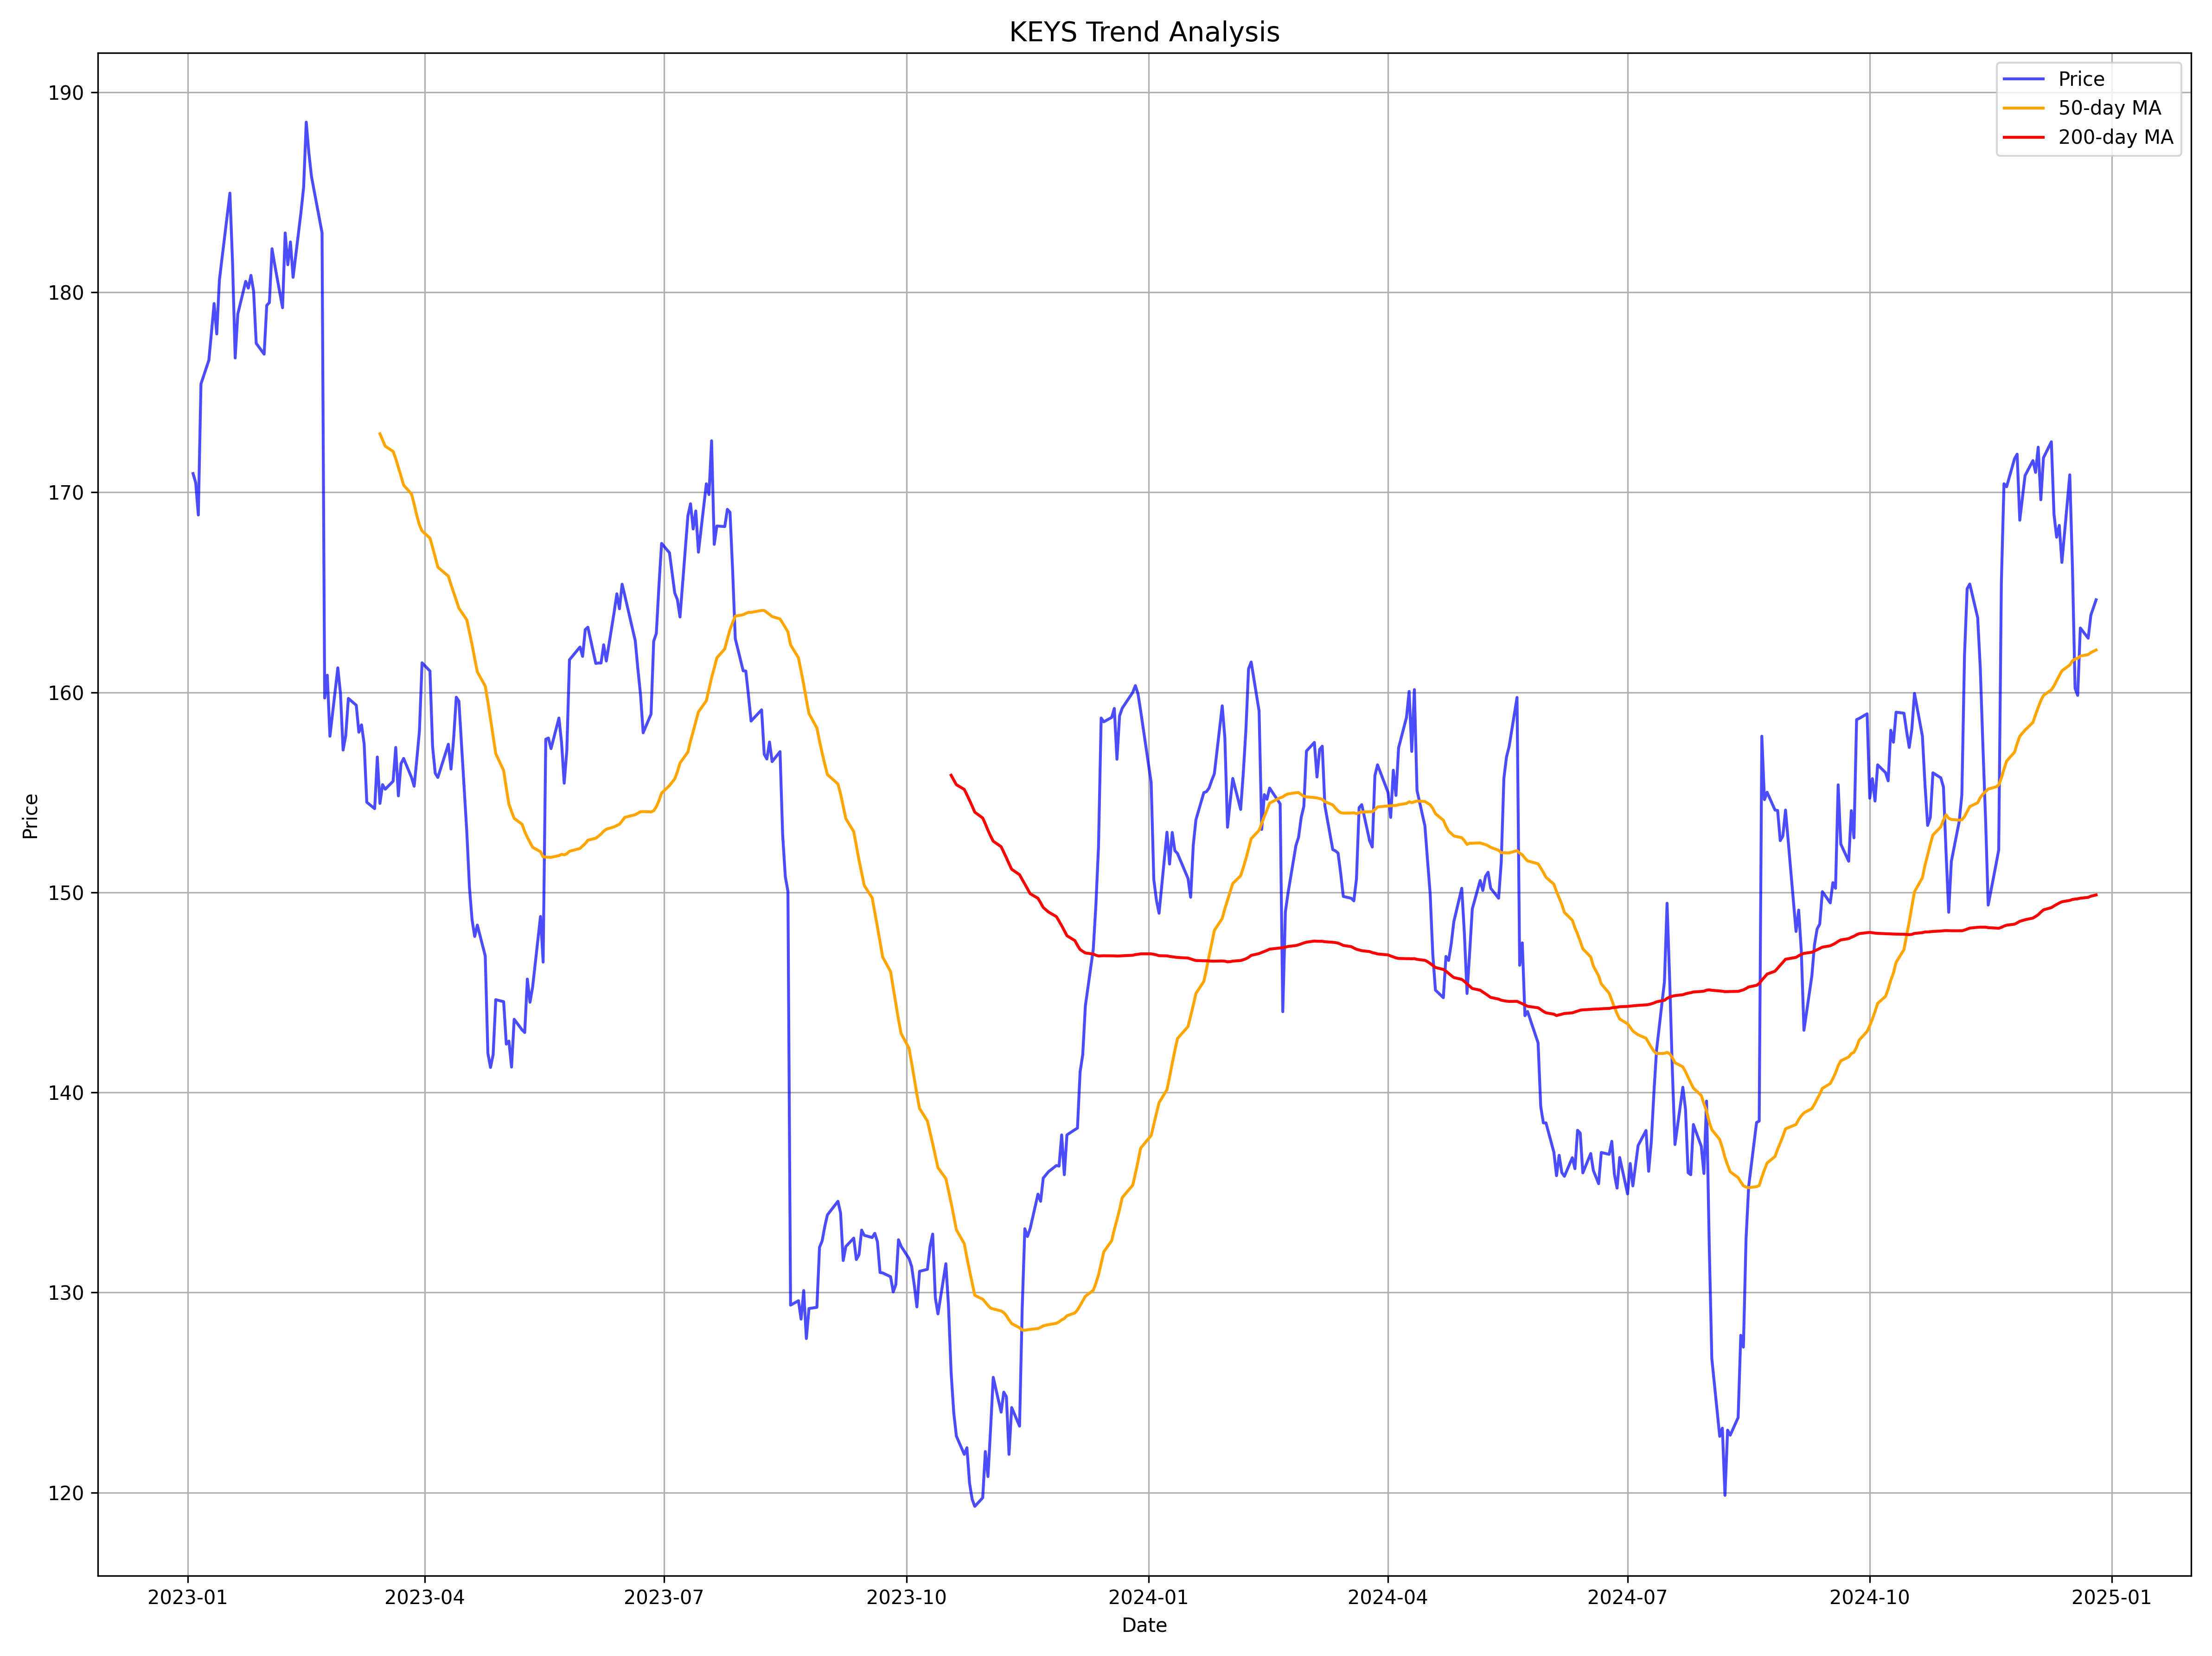 KEYS Trend Analysis
Price
50-day MA
200-day MA
190
180
170
160
150
140
130
120
Price
2023-01
2023-04
2023-07
2023-10
2024-01
2024-04
2024-07
2024-10
2025-01
Date